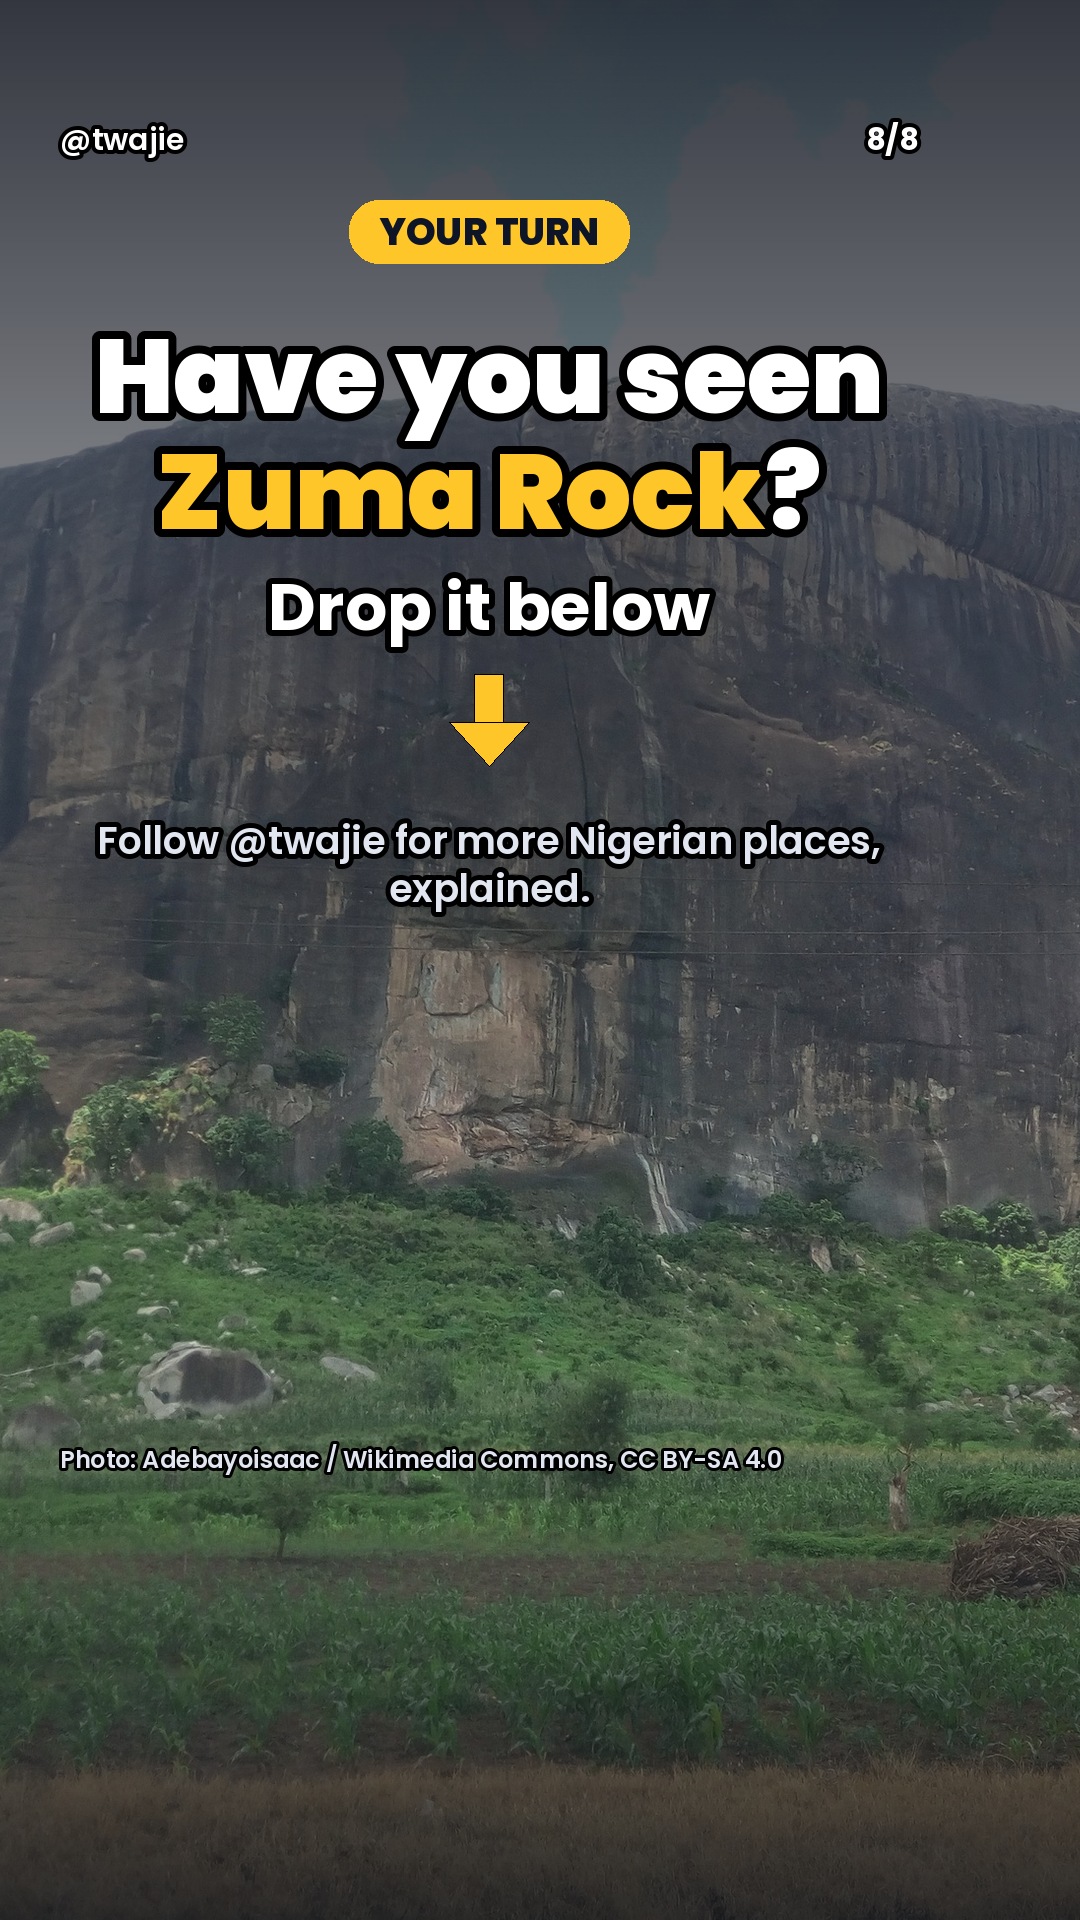 @twajie
8/8
YOUR TURN
Have you seen
Zuma Rock?
Drop it below
Follow @twajie for more Nigerian places,
explained.
Photo: Adebayoisaac / Wikimedia Commons, CC BY-SA 4.0